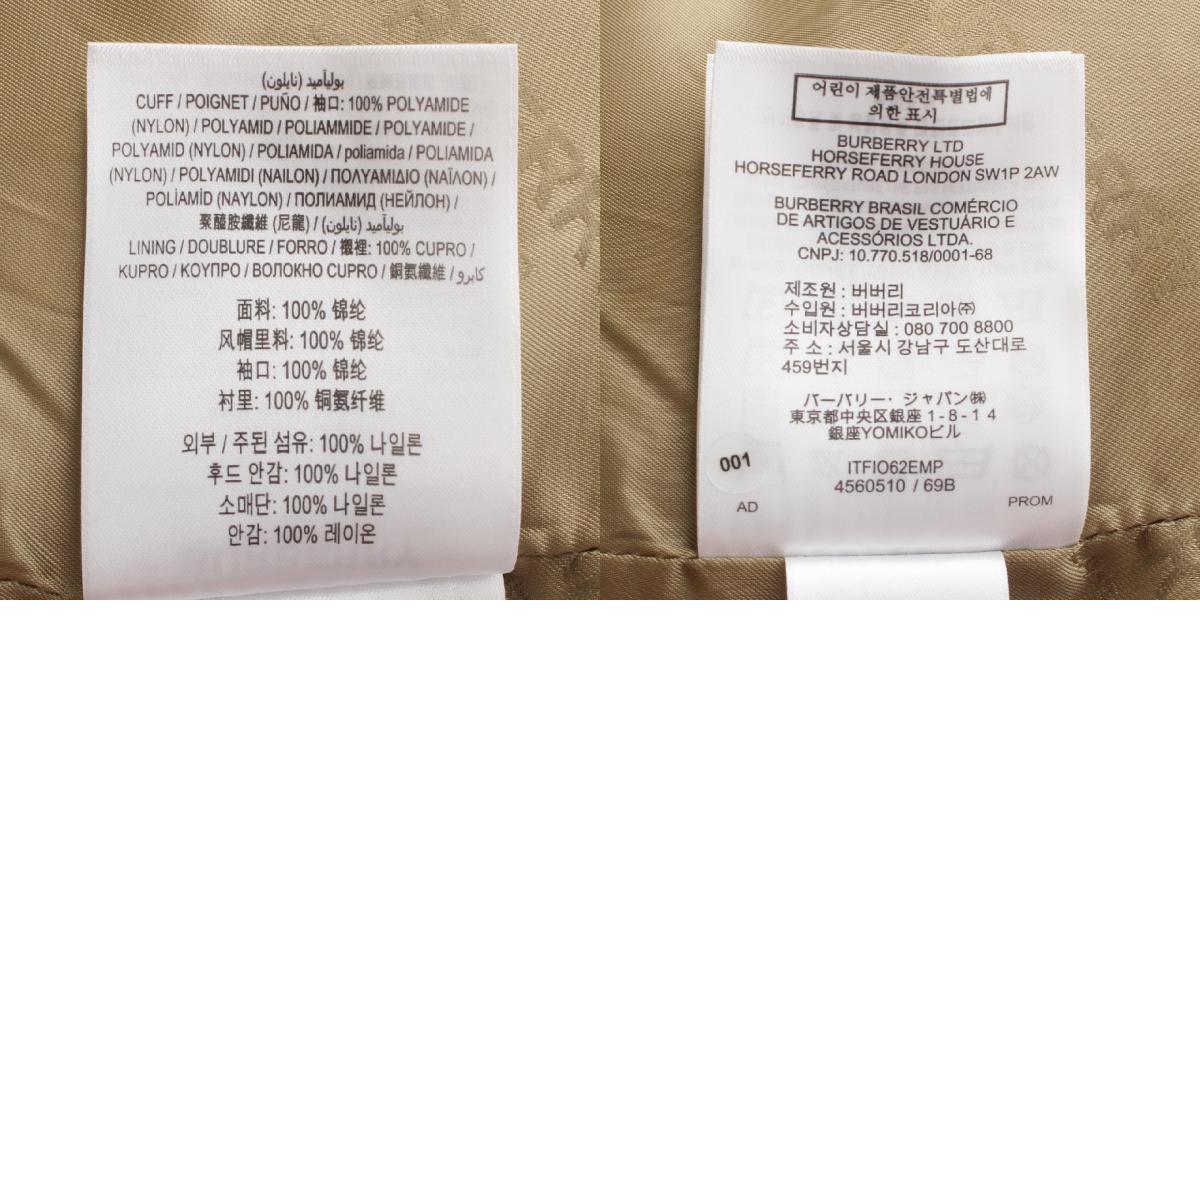 بوليآميد (نايلون)
CUFF / POIGNET / PUÑO / 袖口: 100% POLYAMIDE
(NYLON) / POLYAMID / POLIAMMIDE / POLYAMIDE /
POLYAMID (NYLON) / POLIAMIDA / poliamida / POLIAMIDA
(NYLON) / POLYAMIDI (NAILON) / ΠΟΛΥΑΜΙΔΙΟ (ΝΑΪΛΟΝ) /
POLİAMİD (NAYLON) / ПОЛИАМИД (НЕЙЛОН) /
聚醯胺纖維 (尼龍) / بوليآميد (نايلون)
LINING / DOUBLURE / FORRO / 襯裡: 100% CUPRO /
KUPRO / ΚΟΥΠΡΟ / ВОЛОКНО CUPRO / 銅氨纖維 / كابرو
面料: 100% 锦纶
风帽里料: 100% 锦纶
袖口: 100% 锦纶
衬里: 100% 铜氨纤维
외부 / 주된 섬유: 100% 나일론
후드 안감: 100% 나일론
소매단: 100% 나일론
안감: 100% 레이온
어린이 제품안전특별법에
의한 표시
BURBERRY LTD
HORSEFERRY HOUSE
HORSEFERRY ROAD LONDON SW1P 2AW
BURBERRY BRASIL COMÉRCIO
DE ARTIGOS DE VESTUÁRIO E
ACESSÓRIOS LTDA.
CNPJ: 10.770.518/0001-68
제조원 : 버버리
수입원 : 버버리코리아㈜
소비자상담실 : 080 700 8800
주 소 : 서울시 강남구 도산대로
459번지
バーバリー・ジャパン㈱
東京都中央区銀座 1-8-14
銀座YOMIKOビル
001
ITFIO62EMP
4560510 / 69B
AD
PROM